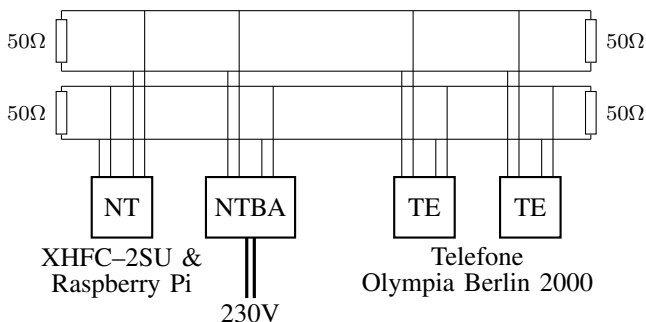 50Ω 50Ω
50Ω 50Ω
NT NTBA TE TE
XHFC–2SU & Telefone
Raspberry Pi Olympia Berlin 2000
230V